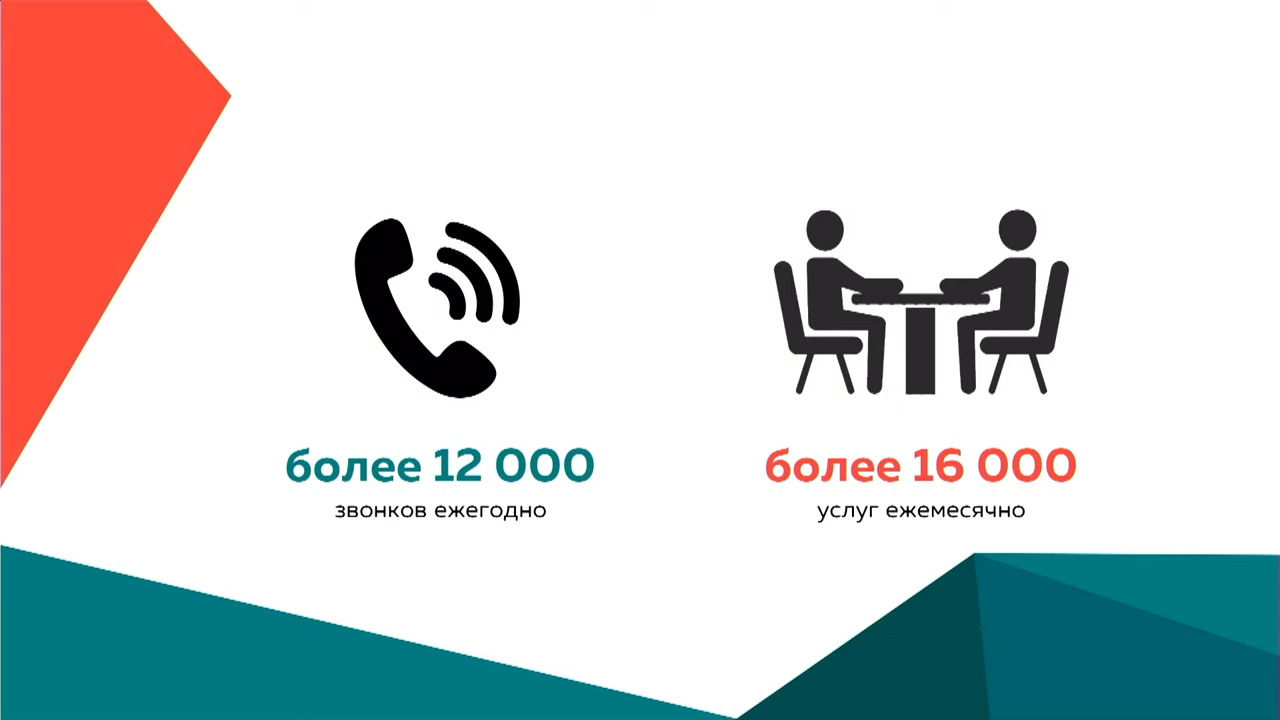 более 12 000
звонков ежегодно
более 16 000
услуг ежемесячно